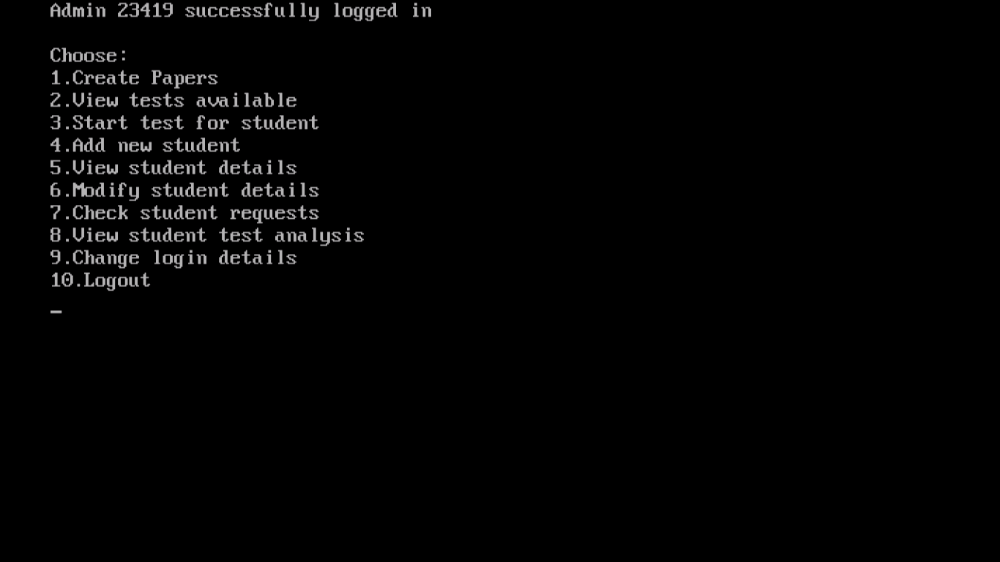 Admin 23419 successfully logged in
Choose:
1.Create Papers
2.View tests available
3.Start test for student
4.Add new student
5.View student details
6.Modify student details
7.Check student requests
8.View student test analysis
9.Change login details
10.Logout
_